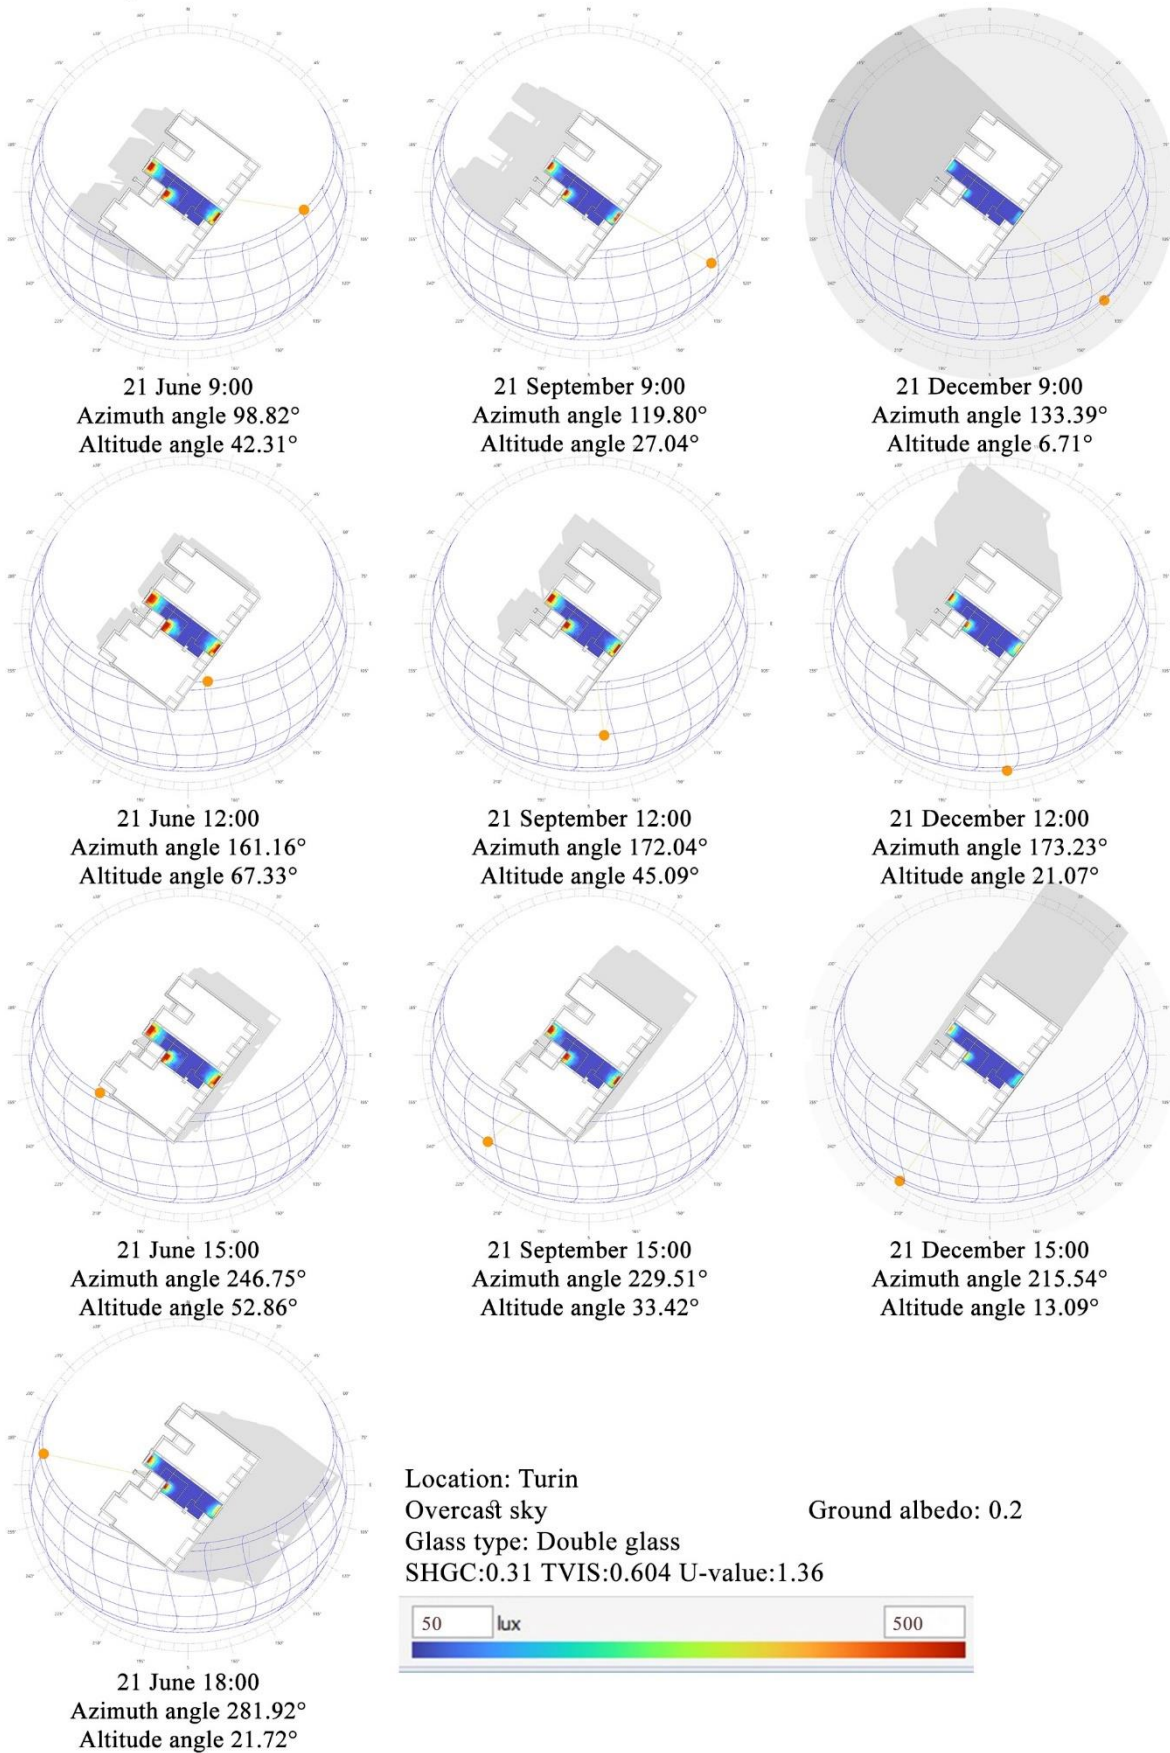 21 June 9:00
Azimuth angle 98.82°
Altitude angle 42.31°
21 September 9:00
Azimuth angle 119.80°
Altitude angle 27.04°
21 December 9:00
Azimuth angle 133.39°
Altitude angle 6.71°
21 June 12:00
Azimuth angle 161.16°
Altitude angle 67.33°
21 September 12:00
Azimuth angle 172.04°
Altitude angle 45.09°
21 December 12:00
Azimuth angle 173.23°
Altitude angle 21.07°
21 June 15:00
Azimuth angle 246.75°
Altitude angle 52.86°
21 September 15:00
Azimuth angle 229.51°
Altitude angle 33.42°
21 December 15:00
Azimuth angle 215.54°
Altitude angle 13.09°
21 June 18:00
Azimuth angle 281.92°
Altitude angle 21.72°
Location: Turin
Overcast sky Ground albedo: 0.2
Glass type: Double glass
SHGC:0.31 TVIS:0.604 U-value:1.36
50 lux 500